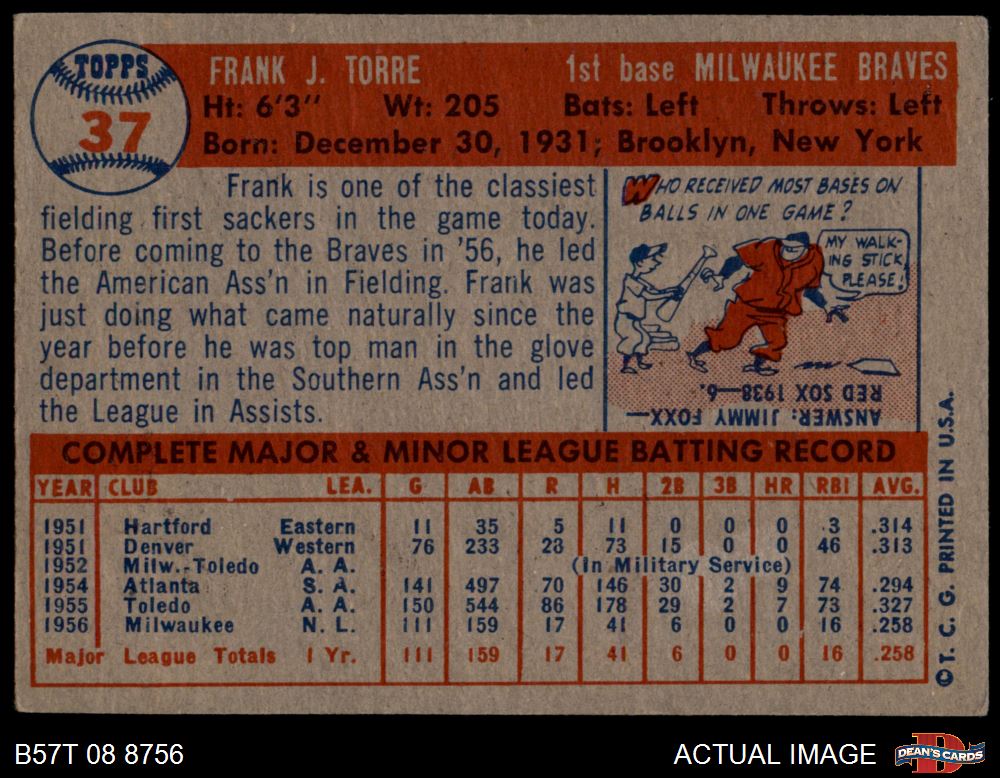 TOPPS
37
FRANK J. TORRE 1st base MILWAUKEE BRAVES
Ht: 6'3" Wt: 205 Bats: Left Throws: Left
Born: December 30, 1931; Brooklyn, New York
Frank is one of the classiest
fielding first sackers in the game today.
Before coming to the Braves in '56, he led
the American Ass'n in Fielding. Frank was
just doing what came naturally since the
year before he was top man in the glove
department in the Southern Ass'n and led
the League in Assists.
WHO RECEIVED MOST BASES ON
BALLS IN ONE GAME?
MY WALK-
ING STICK,
PLEASE!
ANSWER: JIMMY FOXX—
RED SOX 1938—6.
COMPLETE MAJOR & MINOR LEAGUE BATTING RECORD
YEAR CLUB LEA. G AB R H 2B 3B HR RBI AVG.
1951 Hartford Eastern 11 35 5 11 0 0 0 3 .314
1951 Denver Western 76 233 23 73 15 0 0 46 .313
1952 Milw.-Toledo A. A. (In Military Service)
1954 Atlanta S. A. 141 497 70 146 30 2 9 74 .294
1955 Toledo A. A. 150 544 86 178 29 2 7 73 .327
1956 Milwaukee N. L. 111 159 17 41 6 0 0 16 .258
Major League Totals 1 Yr. 111 159 17 41 6 0 0 16 .258
©T. C. G. PRINTED IN U.S.A.
B57T 08 8756 ACTUAL IMAGE
DEAN'S CARDS